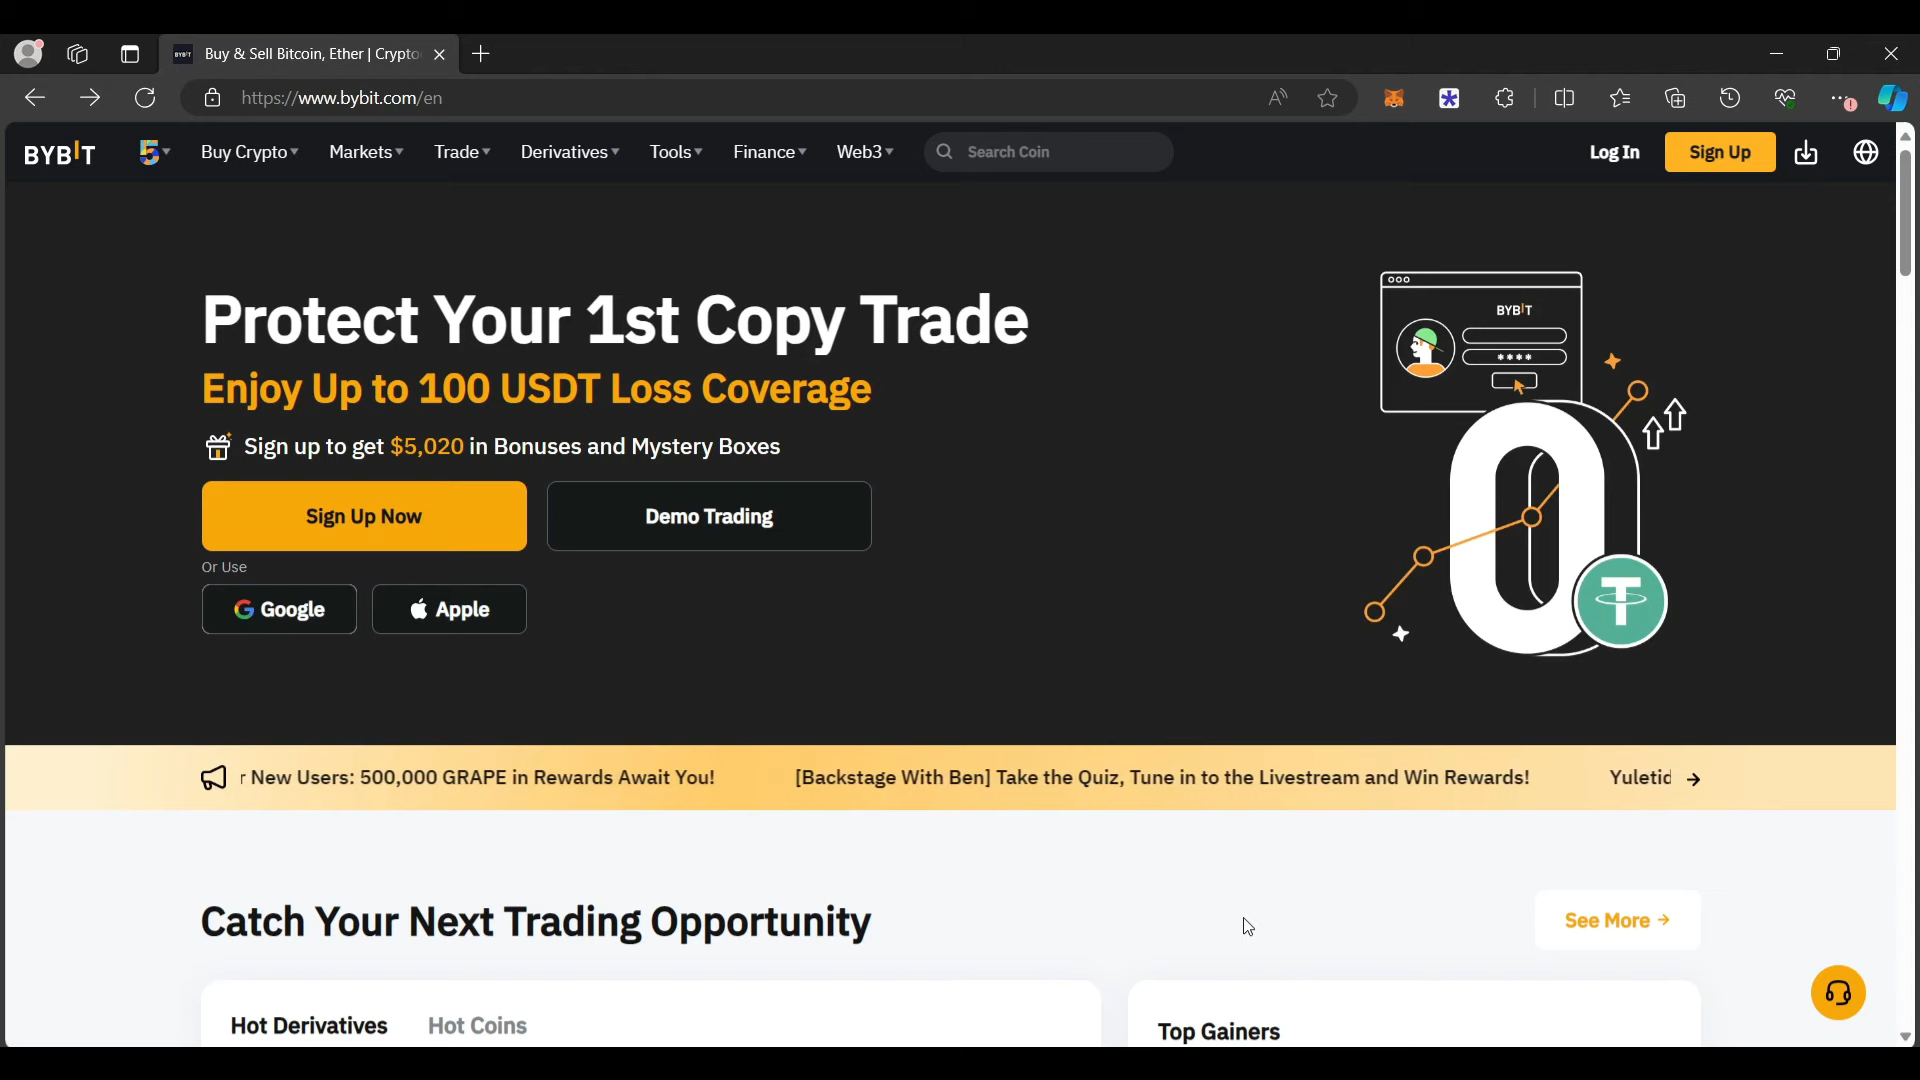 Buy & Sell Bitcoin, Ether | Crypto
https://www.bybit.com/en
BYBIT
5
Buy Crypto
Markets
Trade
Derivatives
Tools
Finance
Web3
Search Coin
Log In
Sign Up
Protect Your 1st Copy Trade
Enjoy Up to 100 USDT Loss Coverage
Sign up to get $5,020 in Bonuses and Mystery Boxes
Sign Up Now
Demo Trading
Or Use
Google
Apple
BYBIT
****
0
r New Users: 500,000 GRAPE in Rewards Await You!
[Backstage With Ben] Take the Quiz, Tune in to the Livestream and Win Rewards!
Yuletid
Catch Your Next Trading Opportunity
See More
Hot Derivatives
Hot Coins
Top Gainers